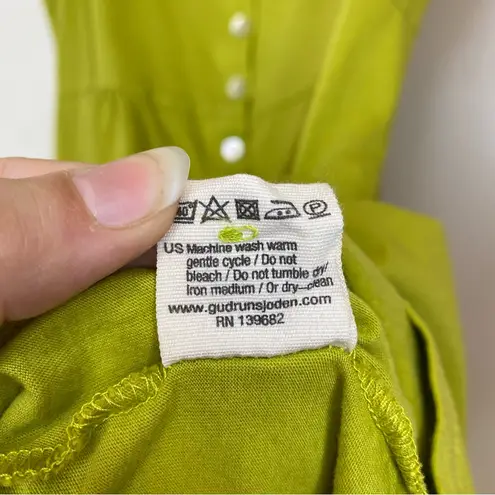 US Machine wash warm
gentle cycle / Do not
bleach / Do not tumble dry/
Iron medium / Or dry-clean
www.gudrunsjoden.com
RN 139682